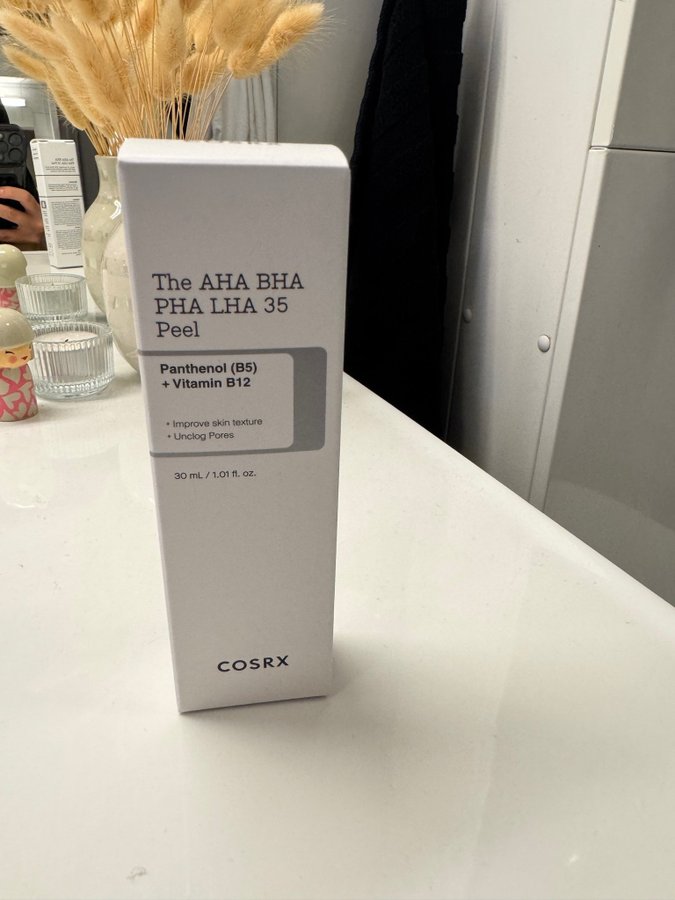 The AHA BHA
PHA LHA 35
Peel
Panthenol (B5)
+ Vitamin B12
• Improve skin texture
• Unclog Pores
30 mL / 1.01 fl. oz.
COSRX